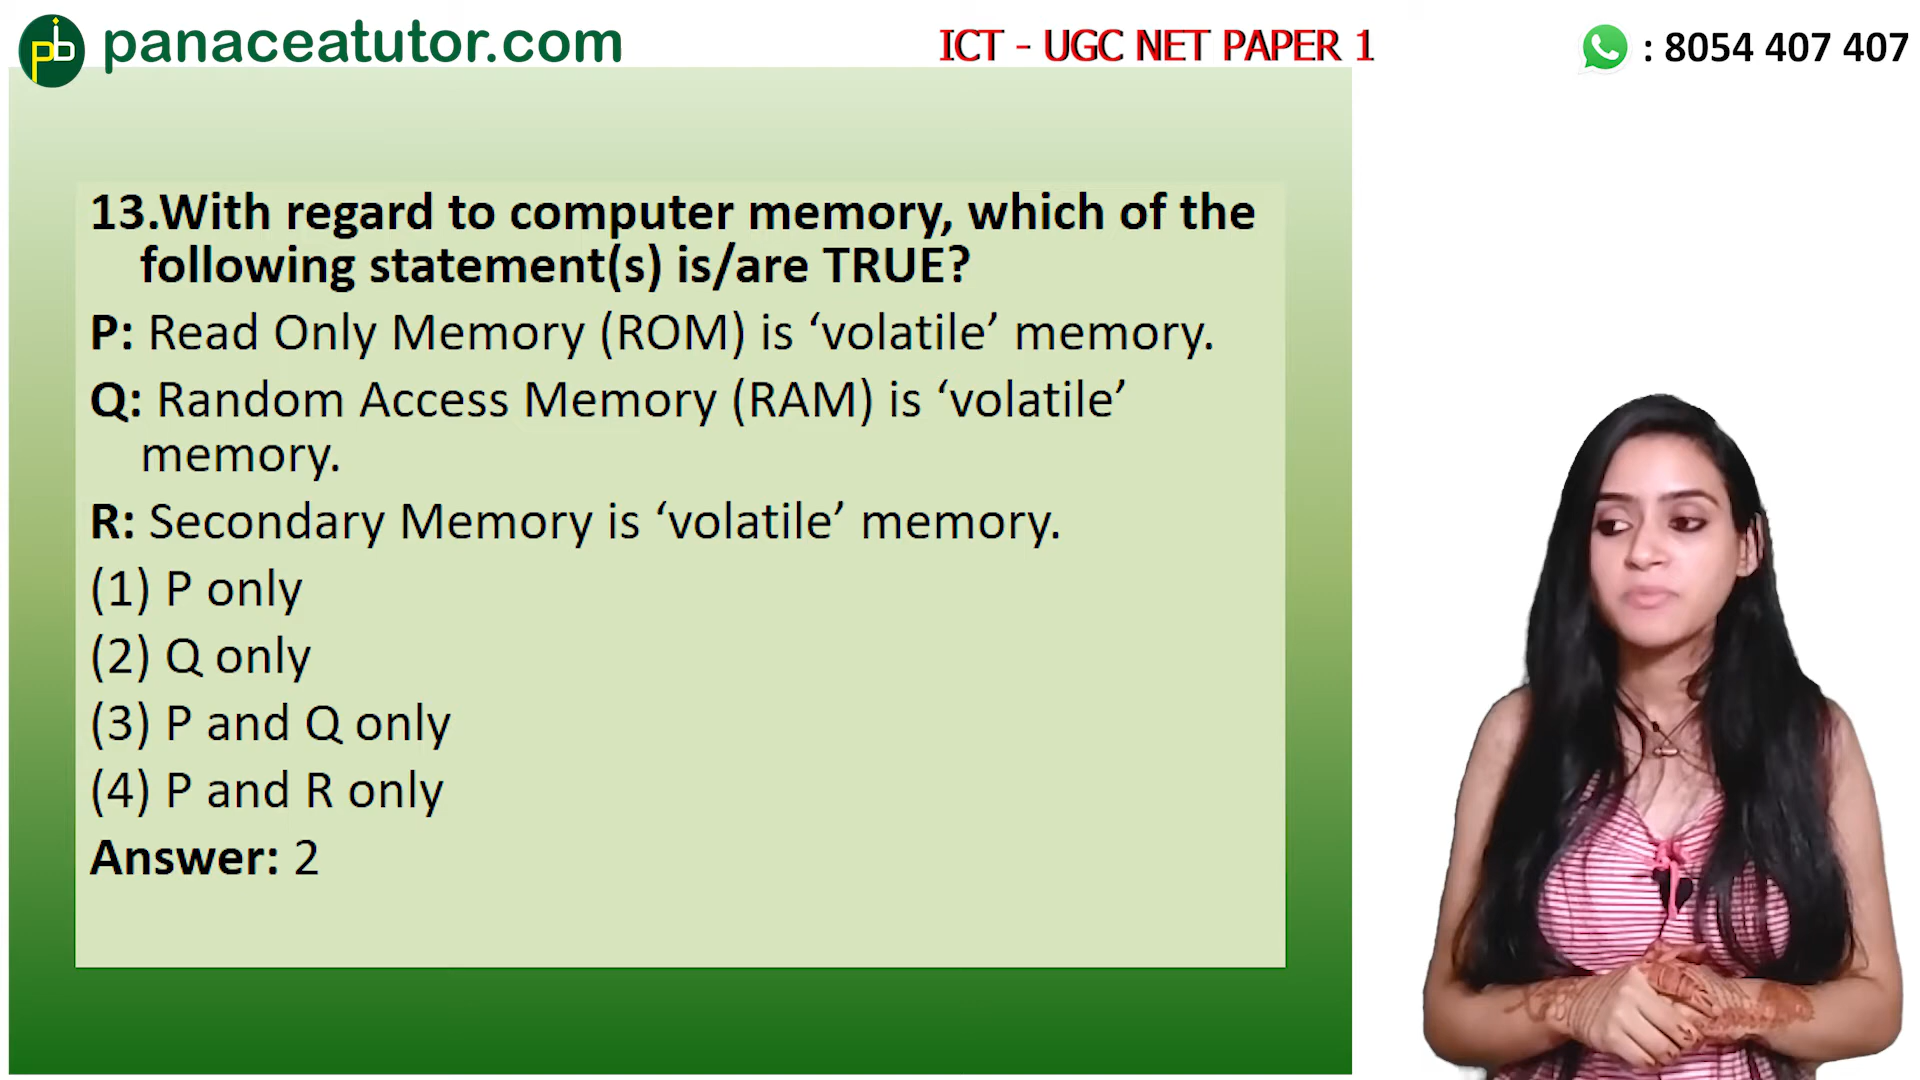 panaceatutor.com
ICT - UGC NET PAPER 1
: 8054 407 407
13.With regard to computer memory, which of the
following statement(s) is/are TRUE?
P: Read Only Memory (ROM) is ‘volatile’ memory.
Q: Random Access Memory (RAM) is ‘volatile’
memory.
R: Secondary Memory is ‘volatile’ memory.
(1) P only
(2) Q only
(3) P and Q only
(4) P and R only
Answer: 2